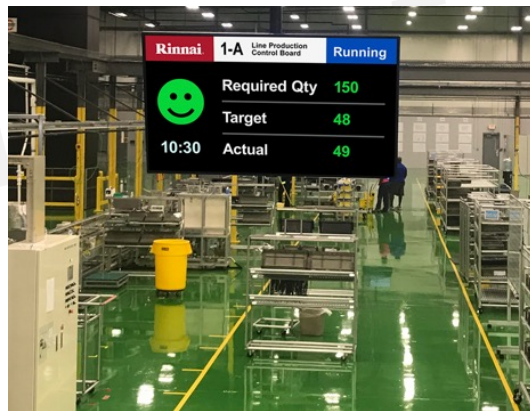 Rinnai 1-A Line Production Control Board Running
Required Qty 150
Target 48
10:30 Actual 49